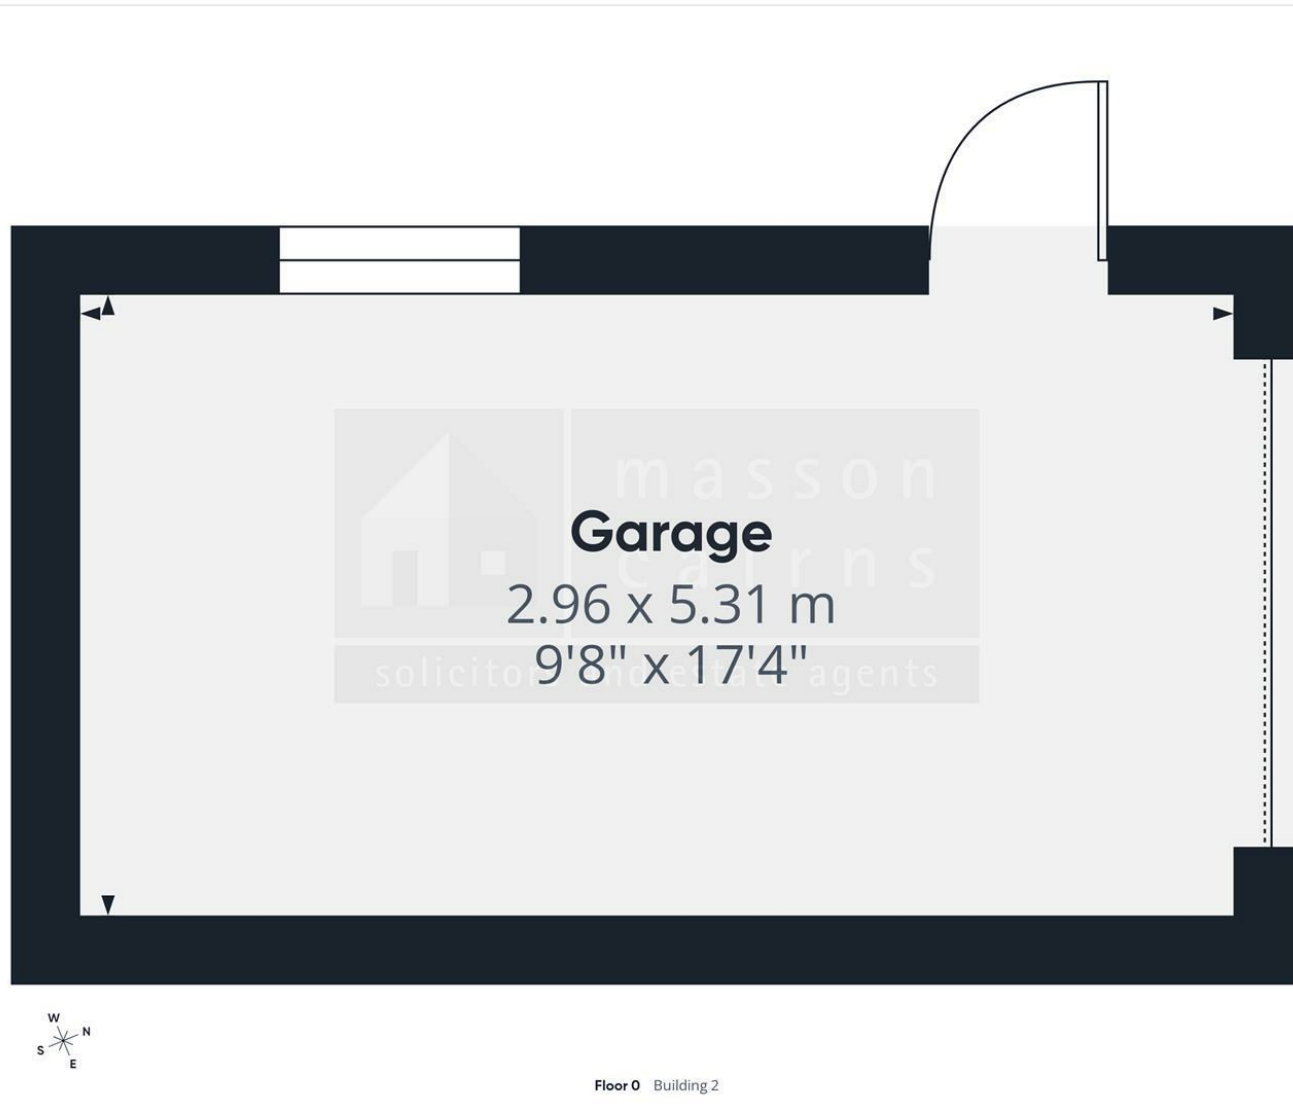 masson
Garage
cairns
2.96 x 5.31 m
9'8" x 17'4"
solicitors and estate agents
W
N
S
E
Floor 0 Building 2